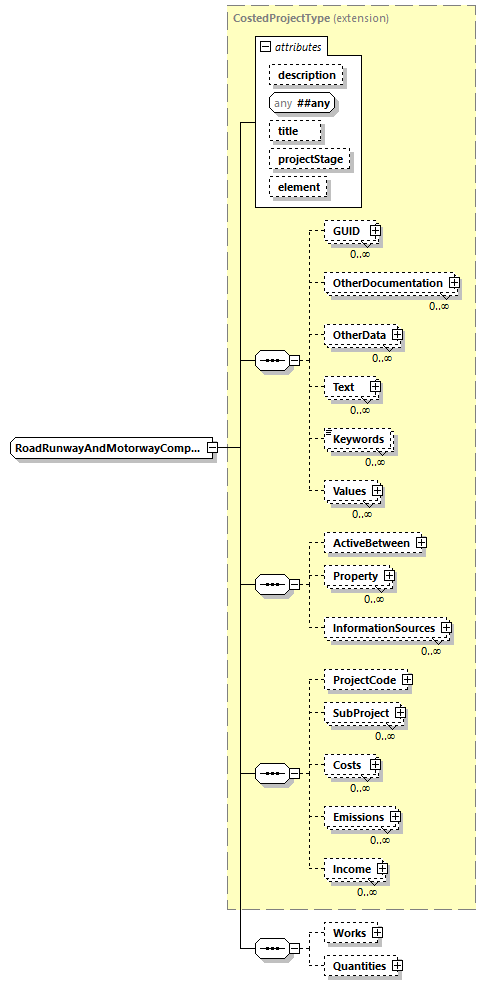 CostedProjectType (extension)
attributes
description
any ##any
title
projectStage
element
GUID
0..∞
OtherDocumentation
0..∞
OtherData
0..∞
Text
0..∞
Keywords
0..∞
Values
0..∞
RoadRunwayAndMotorwayComp...
ActiveBetween
Property
0..∞
InformationSources
0..∞
ProjectCode
SubProject
0..∞
Costs
0..∞
Emissions
0..∞
Income
0..∞
Works
Quantities